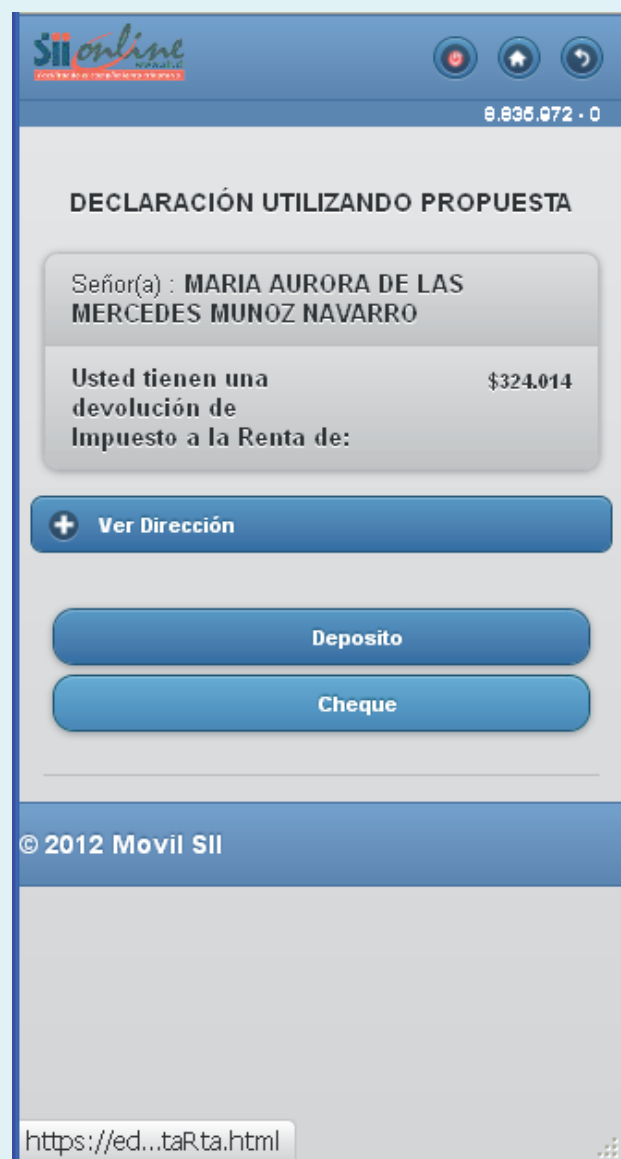 Sii online
8.835.972 - 0
DECLARACIÓN UTILIZANDO PROPUESTA
Señor(a) : MARIA AURORA DE LAS
MERCEDES MUNOZ NAVARRO
Usted tienen una
devolución de
Impuesto a la Renta de:
$324.014
Ver Dirección
Deposito
Cheque
© 2012 Movil SII
https://ed...taRta.html